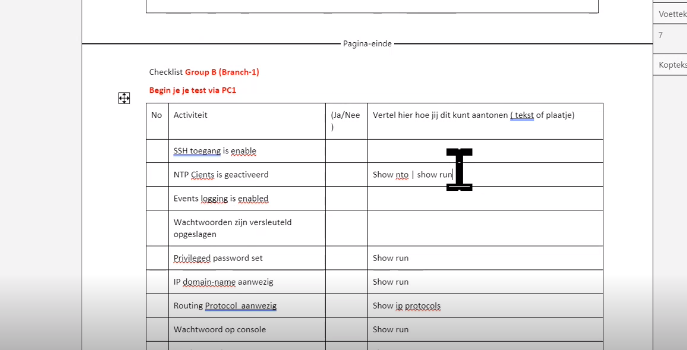 Voettek
7
Kopteks
Pagina-einde
Checklist Group B (Branch-1)
Begin je je test via PC1
No Activiteit (Ja/Nee Vertel hier hoe jij dit kunt aantonen ( tekst of plaatje)
)
SSH toegang is enable
NTP Cients is geactiveerd Show nto | show run
Events logging is enabled
Wachtwoorden zijn versleuteld
opgeslagen
Privileged password set Show run
IP domain-name aanwezig Show run
Routing Protocol aanwezig Show ip protocols
Wachtwoord op console Show run